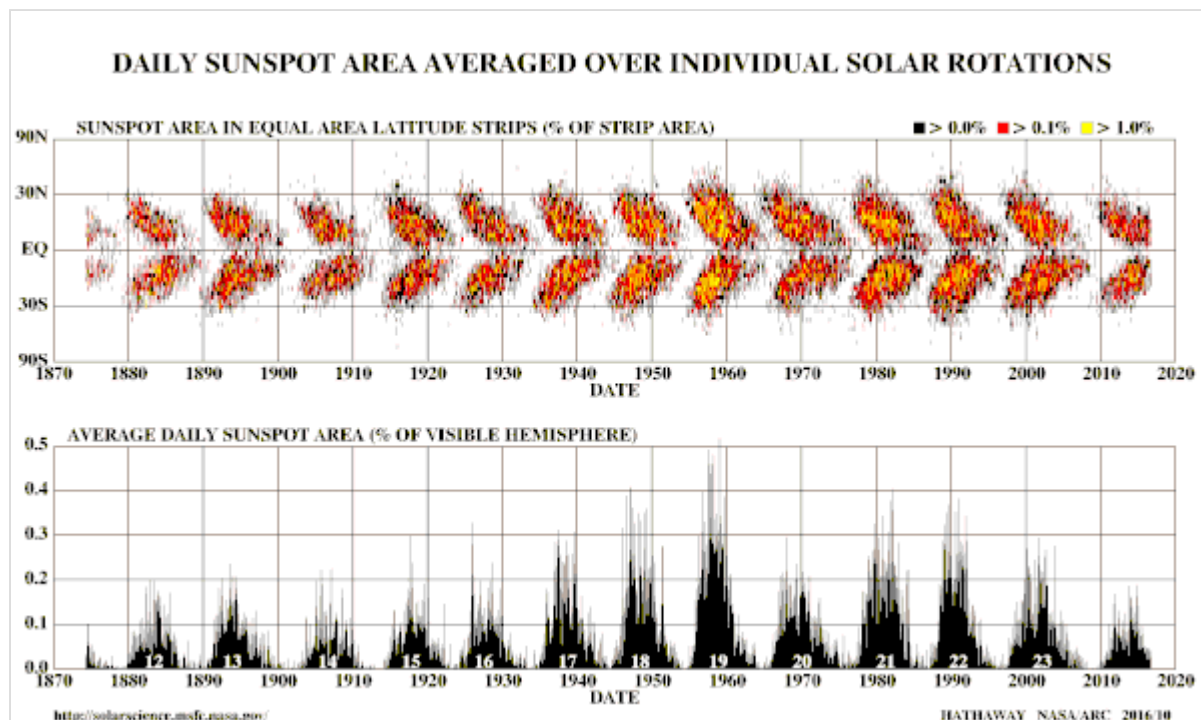 DAILY SUNSPOT AREA AVERAGED OVER INDIVIDUAL SOLAR ROTATIONS
SUNSPOT AREA IN EQUAL AREA LATITUDE STRIPS (% OF STRIP AREA) > 0.0% > 0.1% > 1.0%
90N
30N
EQ
30S
90S
1870 1880 1890 1900 1910 1920 1930 1940 1950 1960 1970 1980 1990 2000 2010 2020
DATE
AVERAGE DAILY SUNSPOT AREA (% OF VISIBLE HEMISPHERE)
0.5
0.4
0.3
0.2
0.1
0.0
12 13 14 15 16 17 18 19 20 21 22 23
1870 1880 1890 1900 1910 1920 1930 1940 1950 1960 1970 1980 1990 2000 2010 2020
DATE
http://solarscience.msfc.nasa.gov/ HATHAWAY NASA/ARC 2016/10